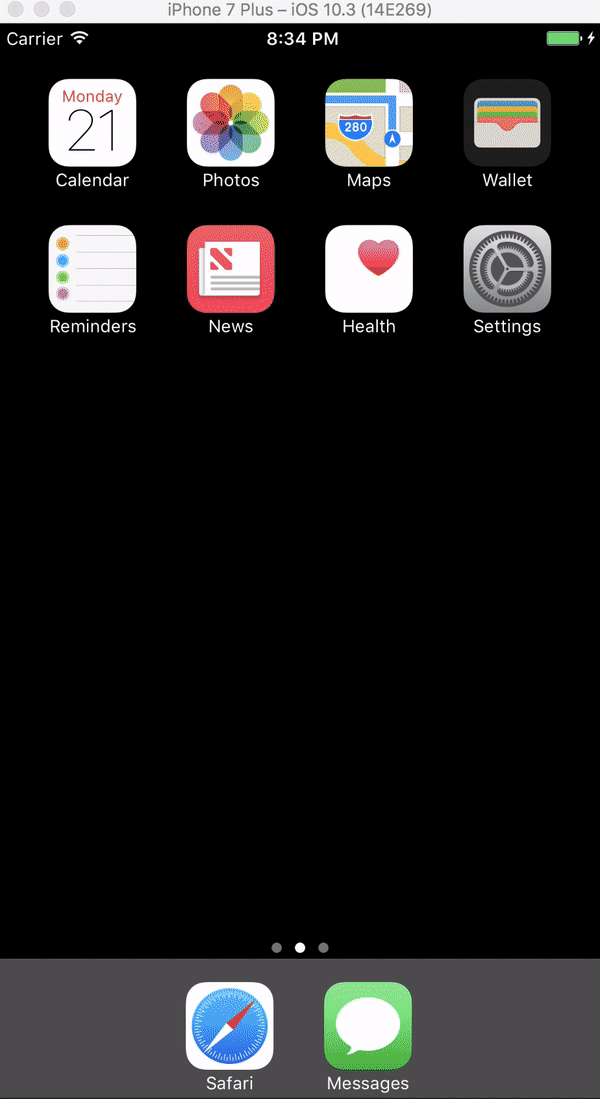 iPhone 7 Plus – iOS 10.3 (14E269)
Carrier 8:34 PM
Monday
21
280
Calendar Photos Maps Wallet
Reminders News Health Settings
Safari Messages